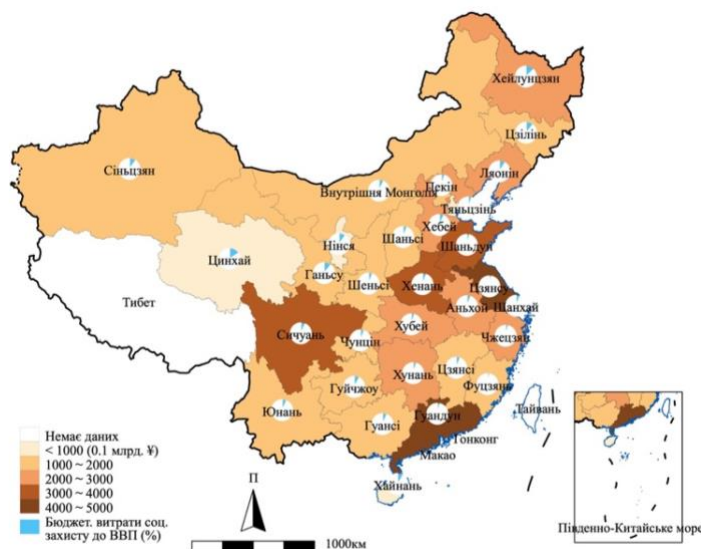 Хейлунцзян
Цзілінь
Ляонін
Сіньцзян
Внутрішня Монголія
Пекін
Тяньцзінь
Хебей
Шаньсі
Шаньдун
Нінся
Цинхай
Ганьсу
Шеньсі
Хенань
Цзянсу
Тибет
Аньхой
Шанхай
Сичуань
Чунцін
Хубей
Чжецзян
Хунань
Цзянсі
Гуйчжоу
Фуцзянь
Юнань
Гуансі
Гуандун
Тайвань
Гонконг
Макао
Хайнань
Немає даних
< 1000 (0.1 млрд. ¥)
1000 ~ 2000
2000 ~ 3000
3000 ~ 4000
4000 ~ 5000
Бюджет. витрати соц.
захисту до ВВП (%)
П
1000км
Південно-Китайське море